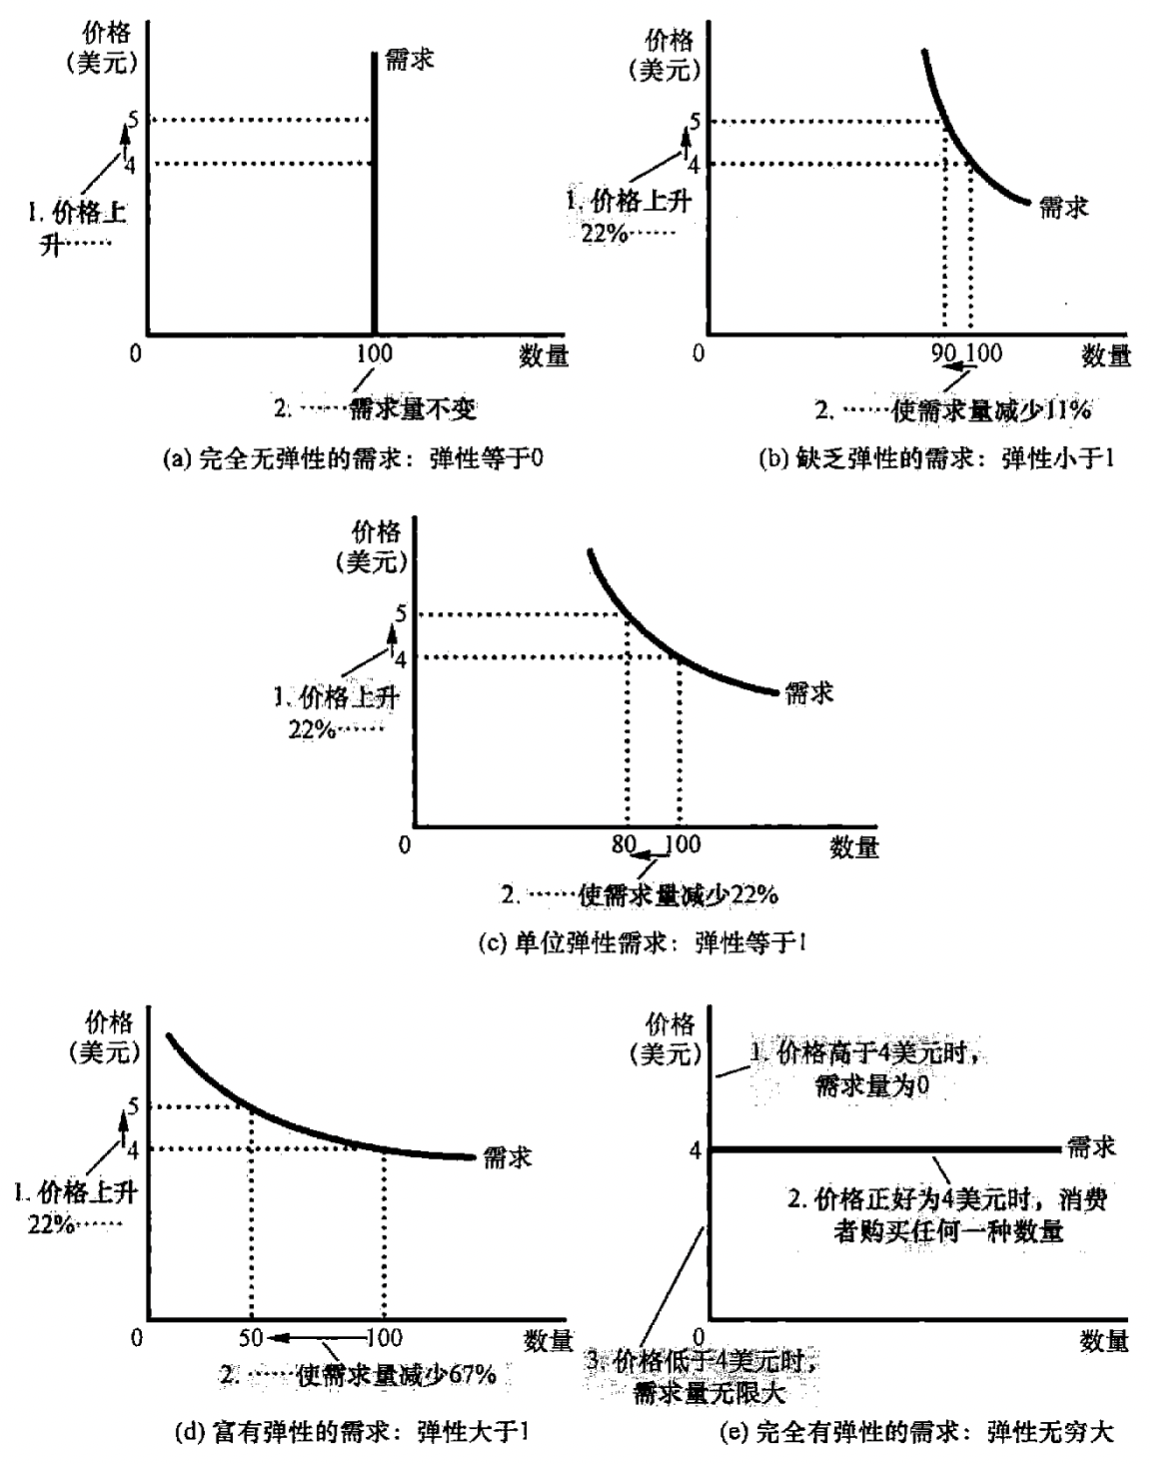 价格
(美元)
需求
5
4
1. 价格上
升……
0
100
数量
2. ……需求量不变
(a) 完全无弹性的需求：弹性等于0
价格
(美元)
5
4
1. 价格上升
22%……
需求
0
90
100
数量
2. ……使需求量减少11%
(b) 缺乏弹性的需求：弹性小于1
价格
(美元)
5
4
1. 价格上升
22%……
需求
0
80
100
数量
2. ……使需求量减少22%
(c) 单位弹性需求：弹性等于1
价格
(美元)
5
4
1. 价格上升
22%……
需求
0
50
100
数量
2. ……使需求量减少67%
(d) 富有弹性的需求：弹性大于1
价格
(美元)
1. 价格高于4美元时，
需求量为0
4
需求
2. 价格正好为4美元时，消费
者购买任何一种数量
0
数量
3. 价格低于4美元时，
需求量无限大
(e) 完全有弹性的需求：弹性无穷大